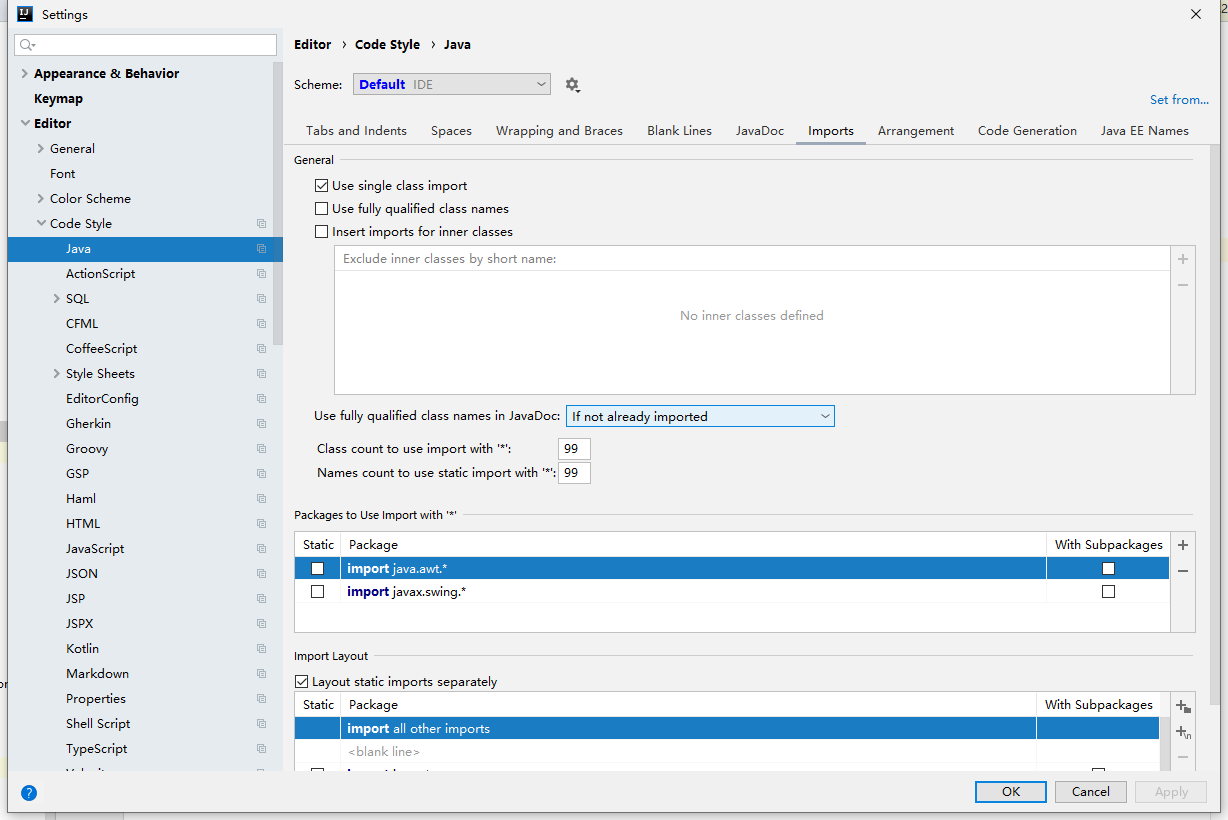 Settings
Appearance & Behavior
Keymap
Editor
General
Font
Color Scheme
Code Style
Java
ActionScript
SQL
CFML
CoffeeScript
Style Sheets
EditorConfig
Gherkin
Groovy
GSP
Haml
HTML
JavaScript
JSON
JSP
JSPX
Kotlin
Markdown
Properties
Shell Script
TypeScript
Editor › Code Style › Java
Scheme: Default IDE
Set from...
Tabs and Indents Spaces Wrapping and Braces Blank Lines JavaDoc Imports Arrangement Code Generation Java EE Names
General
Use single class import
Use fully qualified class names
Insert imports for inner classes
Exclude inner classes by short name:
No inner classes defined
Use fully qualified class names in JavaDoc: If not already imported
Class count to use import with '*': 99
Names count to use static import with '*': 99
Packages to Use Import with '*'
Static Package With Subpackages
import java.awt.*
import javax.swing.*
Import Layout
Layout static imports separately
Static Package With Subpackages
import all other imports
<blank line>
? OK Cancel Apply